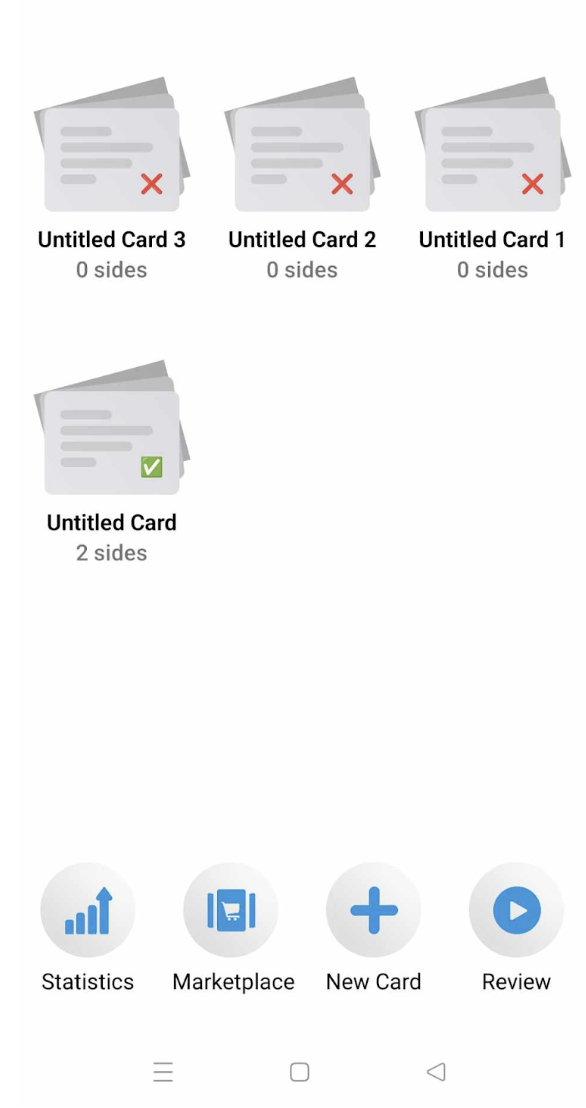 Untitled Card 3
0 sides
Untitled Card 2
0 sides
Untitled Card 1
0 sides
Untitled Card
2 sides
Statistics
Marketplace
New Card
Review